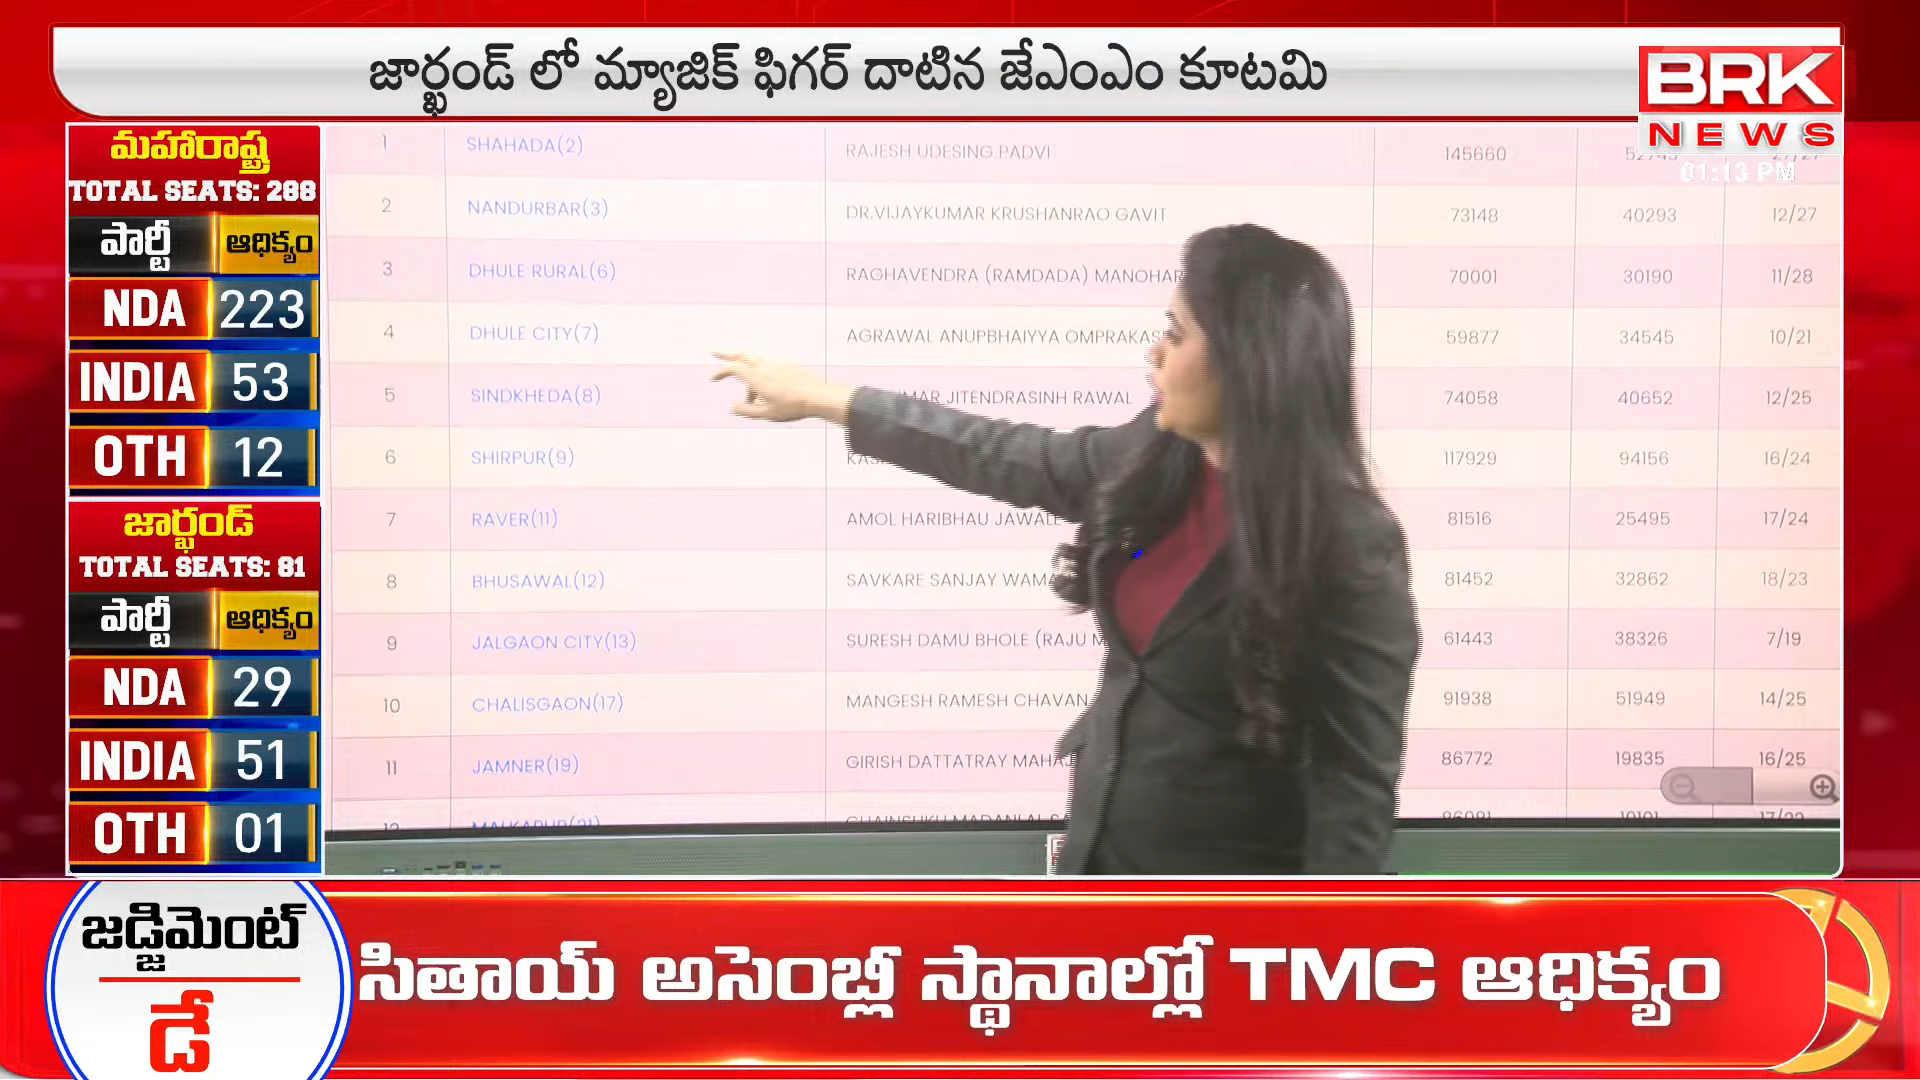 జార్ఖండ్ లో మ్యాజిక్ ఫిగర్ దాటిన జేఎంఎం కూటమి
BRK
NEWS
01:13 PM
మహారాష్ట్ర
TOTAL SEATS: 288
పార్టీ ఆధిక్యం
NDA 223
INDIA 53
OTH 12
జార్ఖండ్
TOTAL SEATS: 81
పార్టీ ఆధిక్యం
NDA 29
INDIA 51
OTH 01
1 SHAHADA(2) RAJESH UDESING PADVI 145660
2 NANDURBAR(3) DR.VIJAYKUMAR KRUSHANRAO GAVIT 73148 40293 12/27
3 DHULE RURAL(6) RAGHAVENDRA (RAMDADA) MANOHAR 70001 30190 11/28
4 DHULE CITY(7) AGRAWAL ANUPBHAIYYA 59877 34545 10/21
5 SINDKHEDA(8) JITENDRASINH RAWAL 74058 40652 12/25
6 SHIRPUR(9) 117929 94156 16/24
7 RAVER(11) AMOL HARIBHAU JAWALE 81516 25495 17/24
8 BHUSAWAL(12) SAVKARE SANJAY 81452 32862 18/23
9 JALGAON CITY(13) SURESH DAMU BHOLE (RAJU 61443 38326 7/19
10 CHALISGAON(17) MANGESH RAMESH CHAVAN 91938 51949 14/25
11 JAMNER(19) GIRISH DATTATRAY 86772 19835 16/25
జడ్జిమెంట్
డే
సితాయ్ అసెంబ్లీ స్థానాల్లో TMC ఆధిక్యం